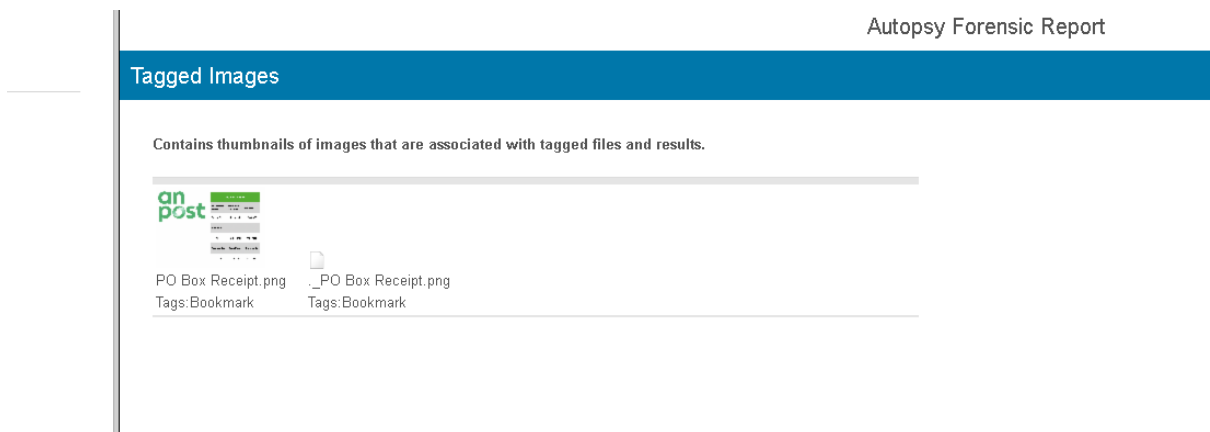 Autopsy Forensic Report
Tagged Images
Contains thumbnails of images that are associated with tagged files and results.
an
post
PO Box Receipt.png
._PO Box Receipt.png
Tags:Bookmark
Tags:Bookmark